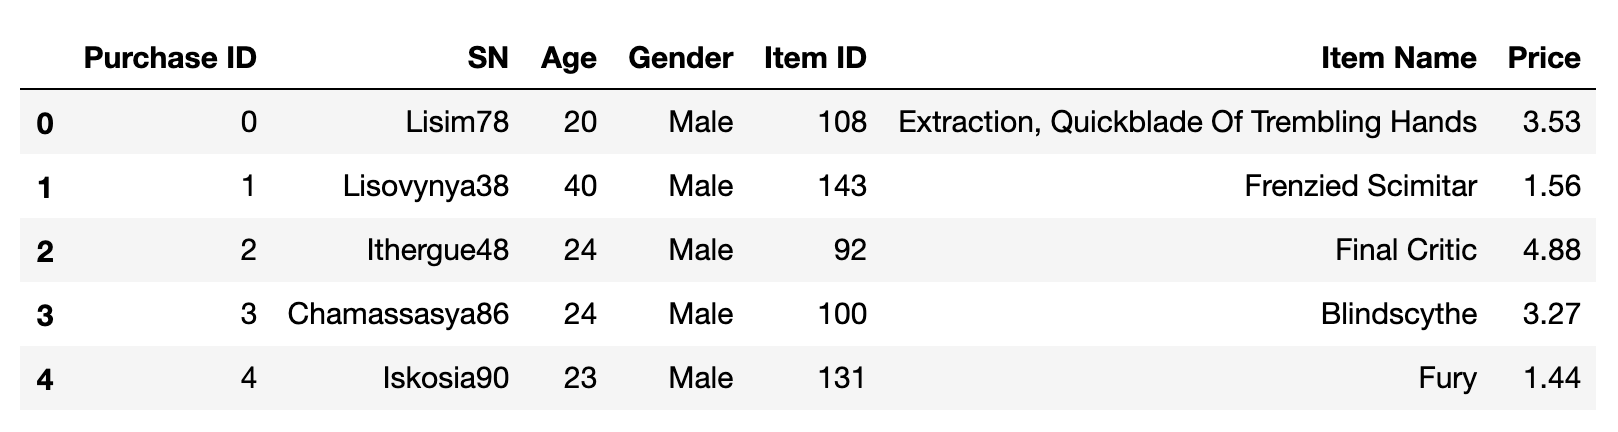 Purchase ID SN Age Gender Item ID Item Name Price
0 0 Lisim78 20 Male 108 Extraction, Quickblade Of Trembling Hands 3.53
1 1 Lisovynya38 40 Male 143 Frenzied Scimitar 1.56
2 2 Ithergue48 24 Male 92 Final Critic 4.88
3 3 Chamassasya86 24 Male 100 Blindscythe 3.27
4 4 Iskosia90 23 Male 131 Fury 1.44